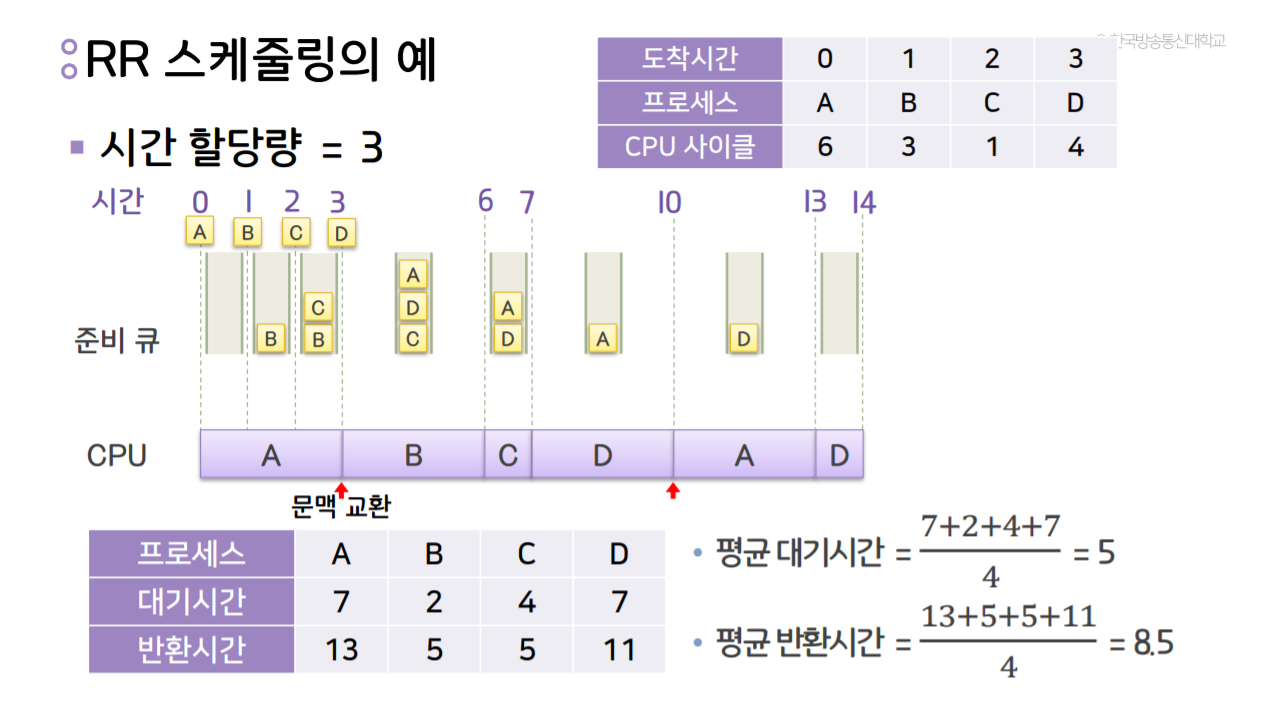 RR 스케줄링의 예
© 한국방송통신대학교
도착시간 0 1 2 3
프로세스 A B C D
CPU 사이클 6 3 1 4
시간 할당량 = 3
시간 0 1 2 3 6 7 10 13 14
A B C D
A
C D A
준비 큐 B B C D A D
CPU A B C D A D
문맥 교환
프로세스 A B C D
대기시간 7 2 4 7
반환시간 13 5 5 11
평균 대기시간 = 7+2+4+7 / 4 = 5
평균 반환시간 = 13+5+5+11 / 4 = 8.5